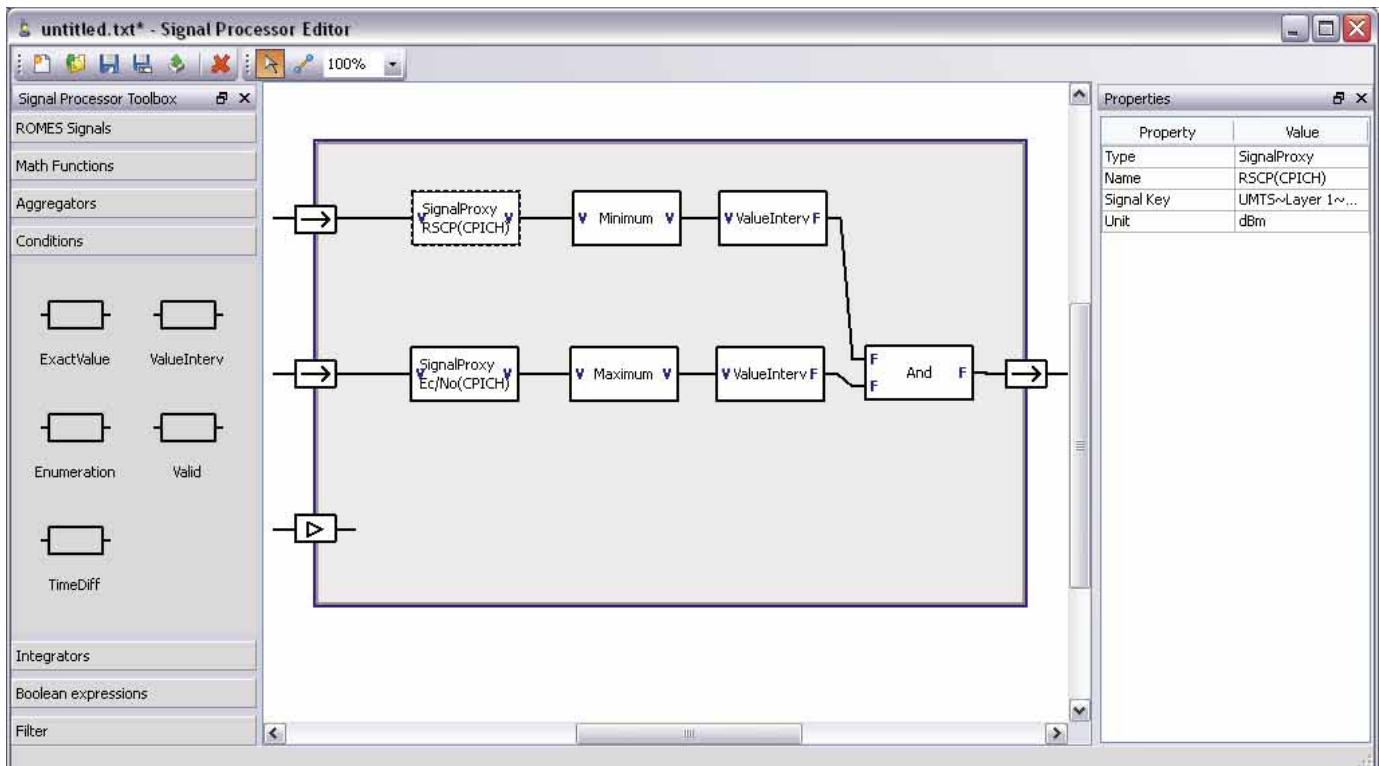 untitled.txt* - Signal Processor Editor
100%
Signal Processor Toolbox
ROMES Signals
Math Functions
Aggregators
Conditions
ExactValue
ValueInterv
Enumeration
Valid
TimeDiff
Integrators
Boolean expressions
Filter
V SignalProxy V
RSCP(CPICH)
V Minimum V
V ValueInterv F
V SignalProxy V
Ec/No(CPICH)
V Maximum V
V ValueInterv F
F
F
And F
Properties
Property Value
Type SignalProxy
Name RSCP(CPICH)
Signal Key UMTS~Layer 1~...
Unit dBm